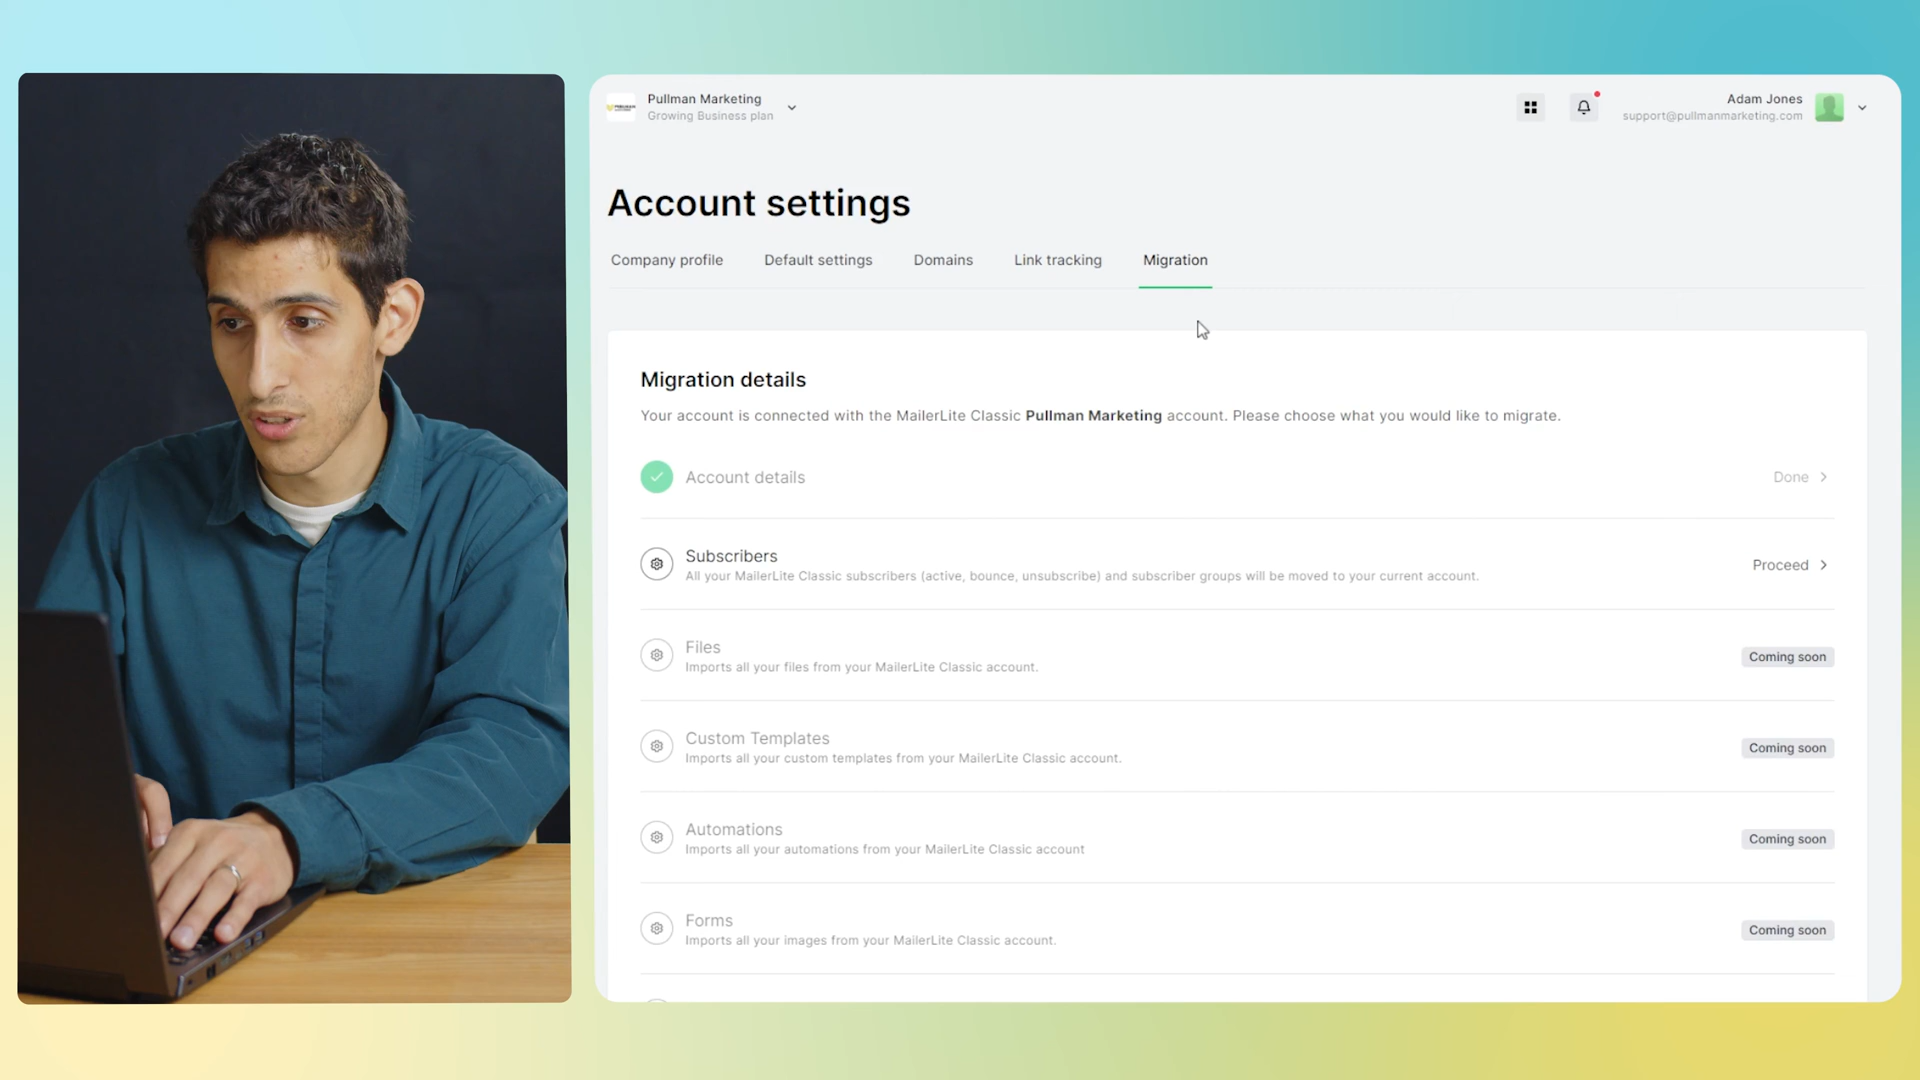 Pullman Marketing
Growing Business plan
Adam Jones
support@pullmanmarketing.com
Account settings
Company profile
Default settings
Domains
Link tracking
Migration
Migration details
Your account is connected with the MailerLite Classic Pullman Marketing account. Please choose what you would like to migrate.
Account details
Done
Subscribers
All your MailerLite Classic subscribers (active, bounce, unsubscribe) and subscriber groups will be moved to your current account.
Proceed
Files
Imports all your files from your MailerLite Classic account.
Coming soon
Custom Templates
Imports all your custom templates from your MailerLite Classic account.
Coming soon
Automations
Imports all your automations from your MailerLite Classic account
Coming soon
Forms
Imports all your images from your MailerLite Classic account.
Coming soon